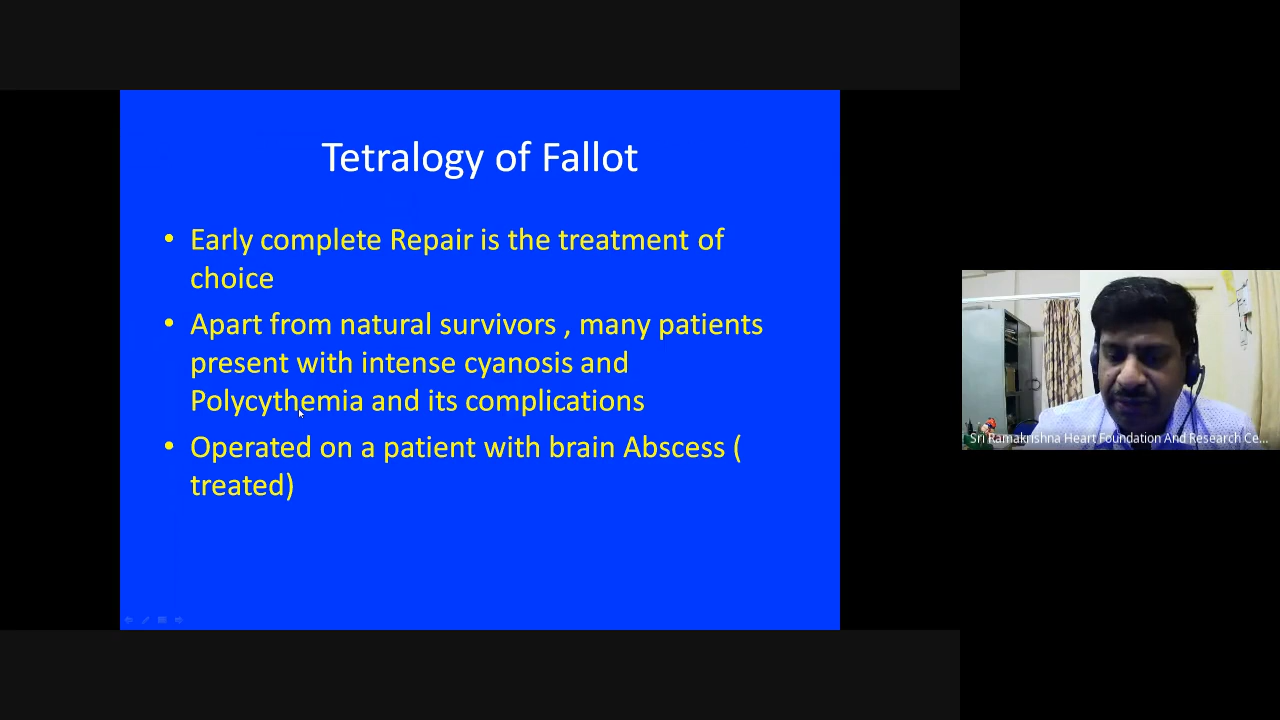 Tetralogy of Fallot
• Early complete Repair is the treatment of
choice
• Apart from natural survivors , many patients
present with intense cyanosis and
Polycythemia and its complications
• Operated on a patient with brain Abscess (
treated)
Sri Ramakrishna Heart Foundation And Research Ce...